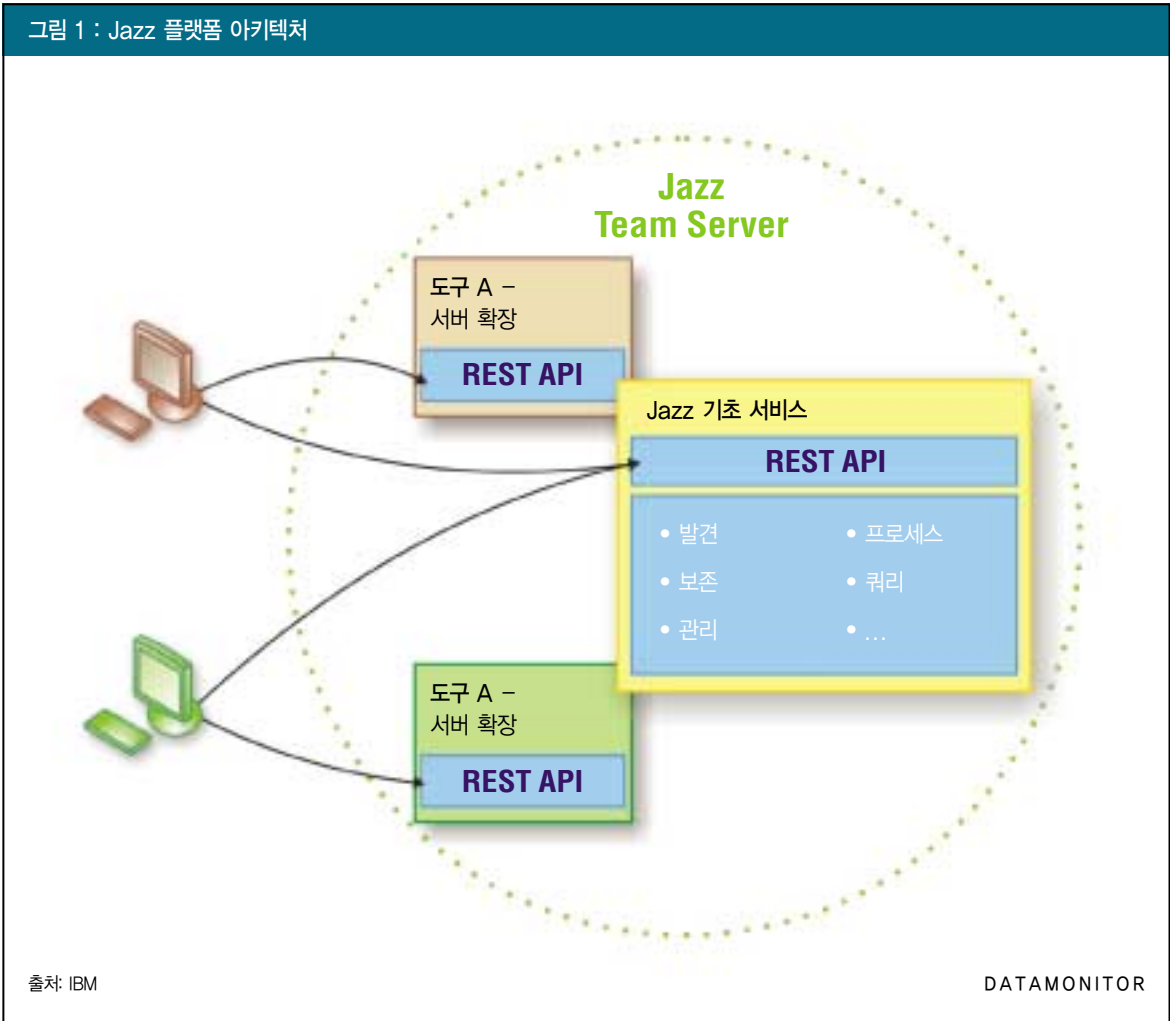 그림 1 : Jazz 플랫폼 아키텍처
Jazz
Team Server
도구 A –
서버 확장
REST API
Jazz 기초 서비스
REST API
• 발견
• 프로세스
• 보존
• 쿼리
• 관리
• ...
도구 A –
서버 확장
REST API
출처: IBM
DATAMONITOR